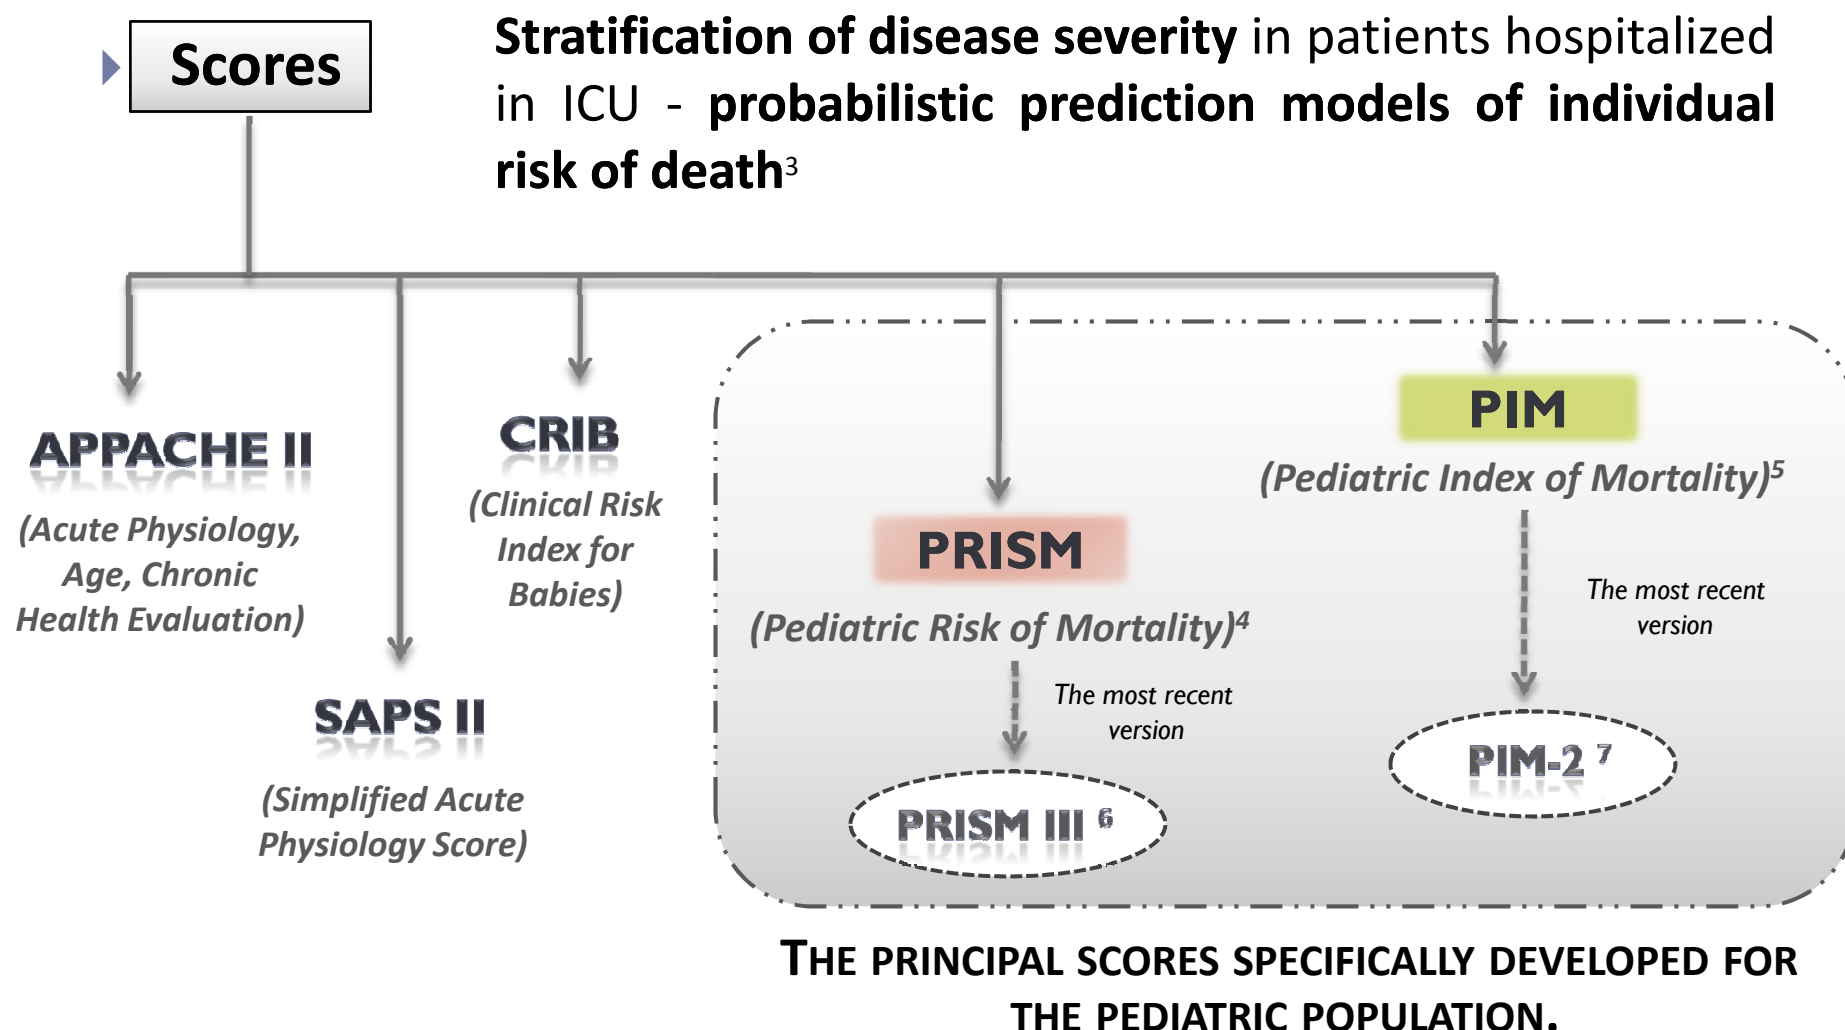 Scores
Stratification of disease severity in patients hospitalized
in ICU - probabilistic prediction models of individual
risk of death3
APPACHE II
(Acute Physiology,
Age, Chronic
Health Evaluation)
SAPS II
(Simplified Acute
Physiology Score)
CRIB
(Clinical Risk
Index for
Babies)
PRISM
(Pediatric Risk of Mortality)4
The most recent
version
PRISM III 6
PIM
(Pediatric Index of Mortality)5
The most recent
version
PIM-2 7
THE PRINCIPAL SCORES SPECIFICALLY DEVELOPED FOR
THE PEDIATRIC POPULATION.